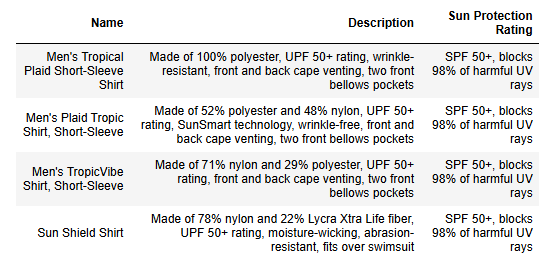 Name Description Sun Protection
Rating
Men's Tropical
Plaid Short-Sleeve
Shirt
Made of 100% polyester, UPF 50+ rating, wrinkle-
resistant, front and back cape venting, two front
bellows pockets
SPF 50+, blocks
98% of harmful UV
rays
Men's Plaid Tropic
Shirt, Short-Sleeve
Made of 52% polyester and 48% nylon, UPF 50+
rating, SunSmart technology, wrinkle-free, front and
back cape venting, two front bellows pockets
SPF 50+, blocks
98% of harmful UV
rays
Men's TropicVibe
Shirt, Short-Sleeve
Made of 71% nylon and 29% polyester, UPF 50+
rating, front and back cape venting, two front
bellows pockets
SPF 50+, blocks
98% of harmful UV
rays
Sun Shield Shirt
Made of 78% nylon and 22% Lycra Xtra Life fiber,
UPF 50+ rating, moisture-wicking, abrasion-
resistant, fits over swimsuit
SPF 50+, blocks
98% of harmful UV
rays